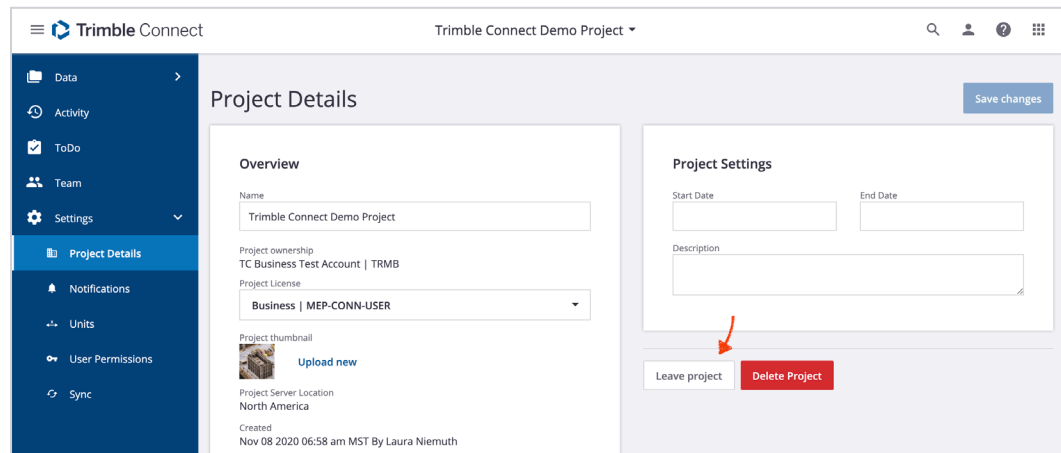 Trimble Connect
Trimble Connect Demo Project
Data
Activity
ToDo
Team
Settings
Project Details
Notifications
Units
User Permissions
Sync
Project Details
Save changes
Overview
Name
Trimble Connect Demo Project
Project ownership
TC Business Test Account | TRMB
Project License
Business | MEP-CONN-USER
Project thumbnail
Upload new
Project Server Location
North America
Created
Nov 08 2020 06:58 am MST By Laura Niemuth
Project Settings
Start Date
End Date
Description
Leave project
Delete Project